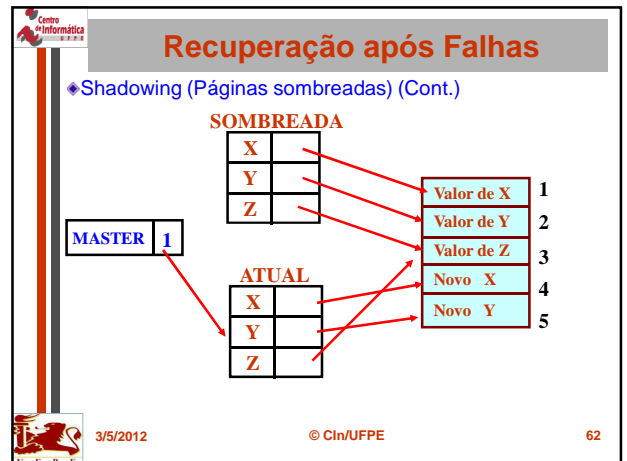 Centro
de Informática
U F P E
Recuperação após Falhas
Shadowing (Páginas sombreadas) (Cont.)
SOMBREADA
X
Y
Z
MASTER 1
ATUAL
X
Y
Z
Valor de X 1
Valor de Y 2
Valor de Z 3
Novo X 4
Novo Y 5
3/5/2012 © CIn/UFPE 62
U F P E